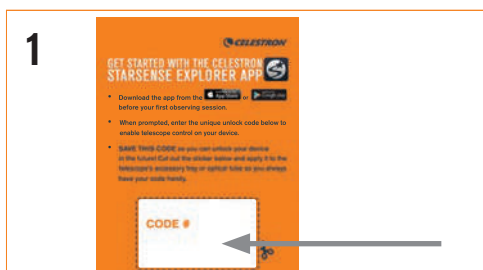 1
CELESTRON
GET STARTED WITH THE CELESTRON
STARSENSE EXPLORER APP
• Download the app from the App Store or Google Play
before your first observing session.
• When prompted, enter the unique unlock code below to
enable telescope control on your device.
• SAVE THIS CODE so you can unlock your device
in the future! Cut out the sticker below and apply it to the
telescope's accessory tray or optical tube so you always
have your code handy.
CODE #